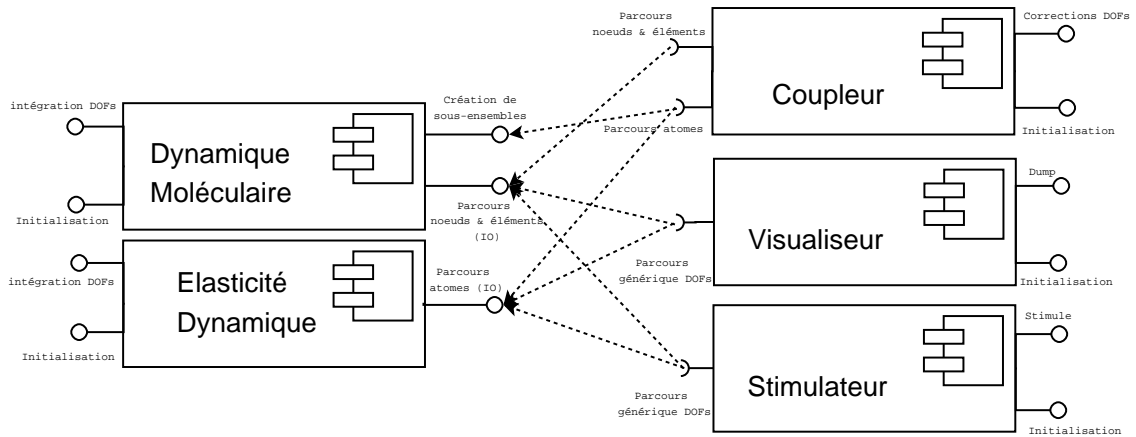 intégration DOFs
Initialisation
Dynamique
Moléculaire
Création de
sous-ensembles
Parcours
noeuds & éléments
(IO)
intégration DOFs
Initialisation
Elasticité
Dynamique
Parcours
atomes (IO)
Parcours
noeuds & éléments
Parcours atomes
Coupleur
Corrections DOFs
Initialisation
Parcours
générique DOFs
Visualiseur
Dump
Initialisation
Parcours
générique DOFs
Stimulateur
Stimule
Initialisation